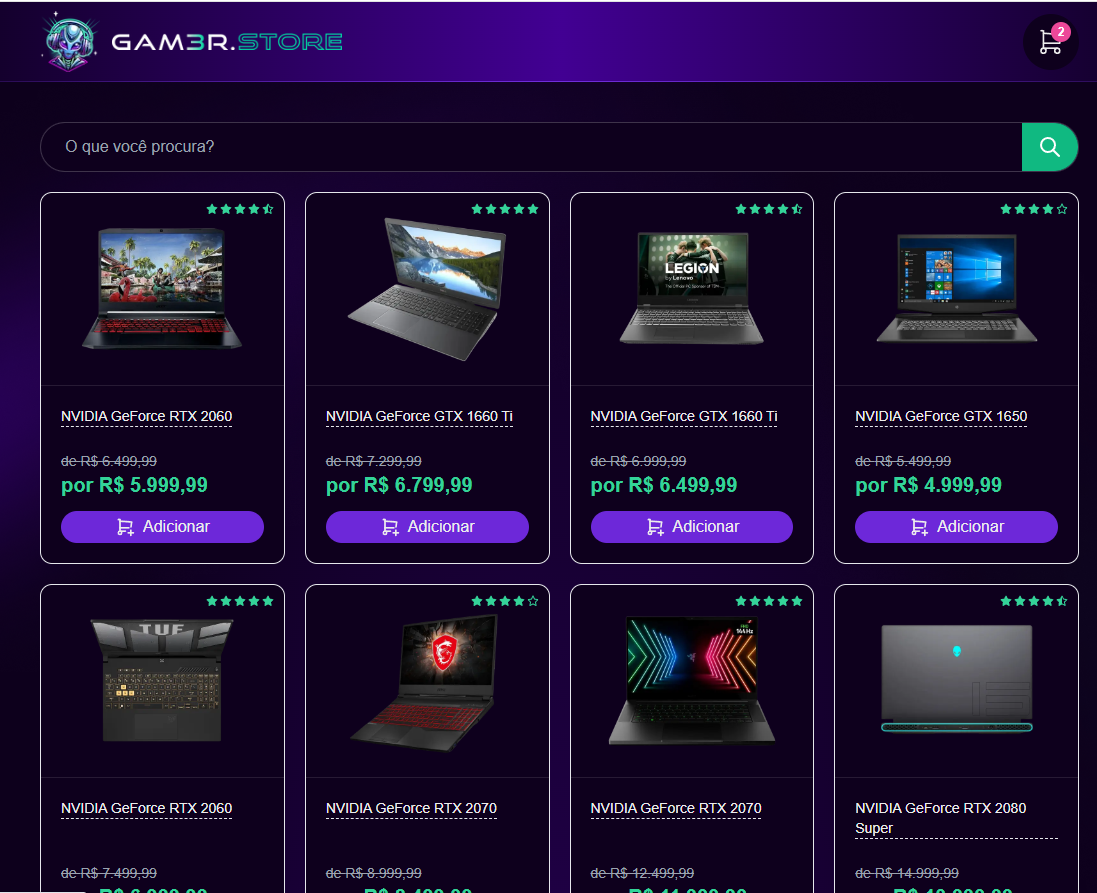 GAM3R.STORE
2
O que você procura?
LEGION
by Lenovo
NVIDIA GeForce RTX 2060
NVIDIA GeForce GTX 1660 Ti
NVIDIA GeForce GTX 1660 Ti
NVIDIA GeForce GTX 1650
de R$ 6.499,99
de R$ 7.299,99
de R$ 6.999,99
de R$ 5.499,99
por R$ 5.999,99
por R$ 6.799,99
por R$ 6.499,99
por R$ 4.999,99
Adicionar
Adicionar
Adicionar
Adicionar
TUF
144Hz
NVIDIA GeForce RTX 2060
NVIDIA GeForce RTX 2070
NVIDIA GeForce RTX 2070
NVIDIA GeForce RTX 2080
Super
de R$ 7.499,99
de R$ 8.999,99
de R$ 12.499,99
de R$ 14.999,99